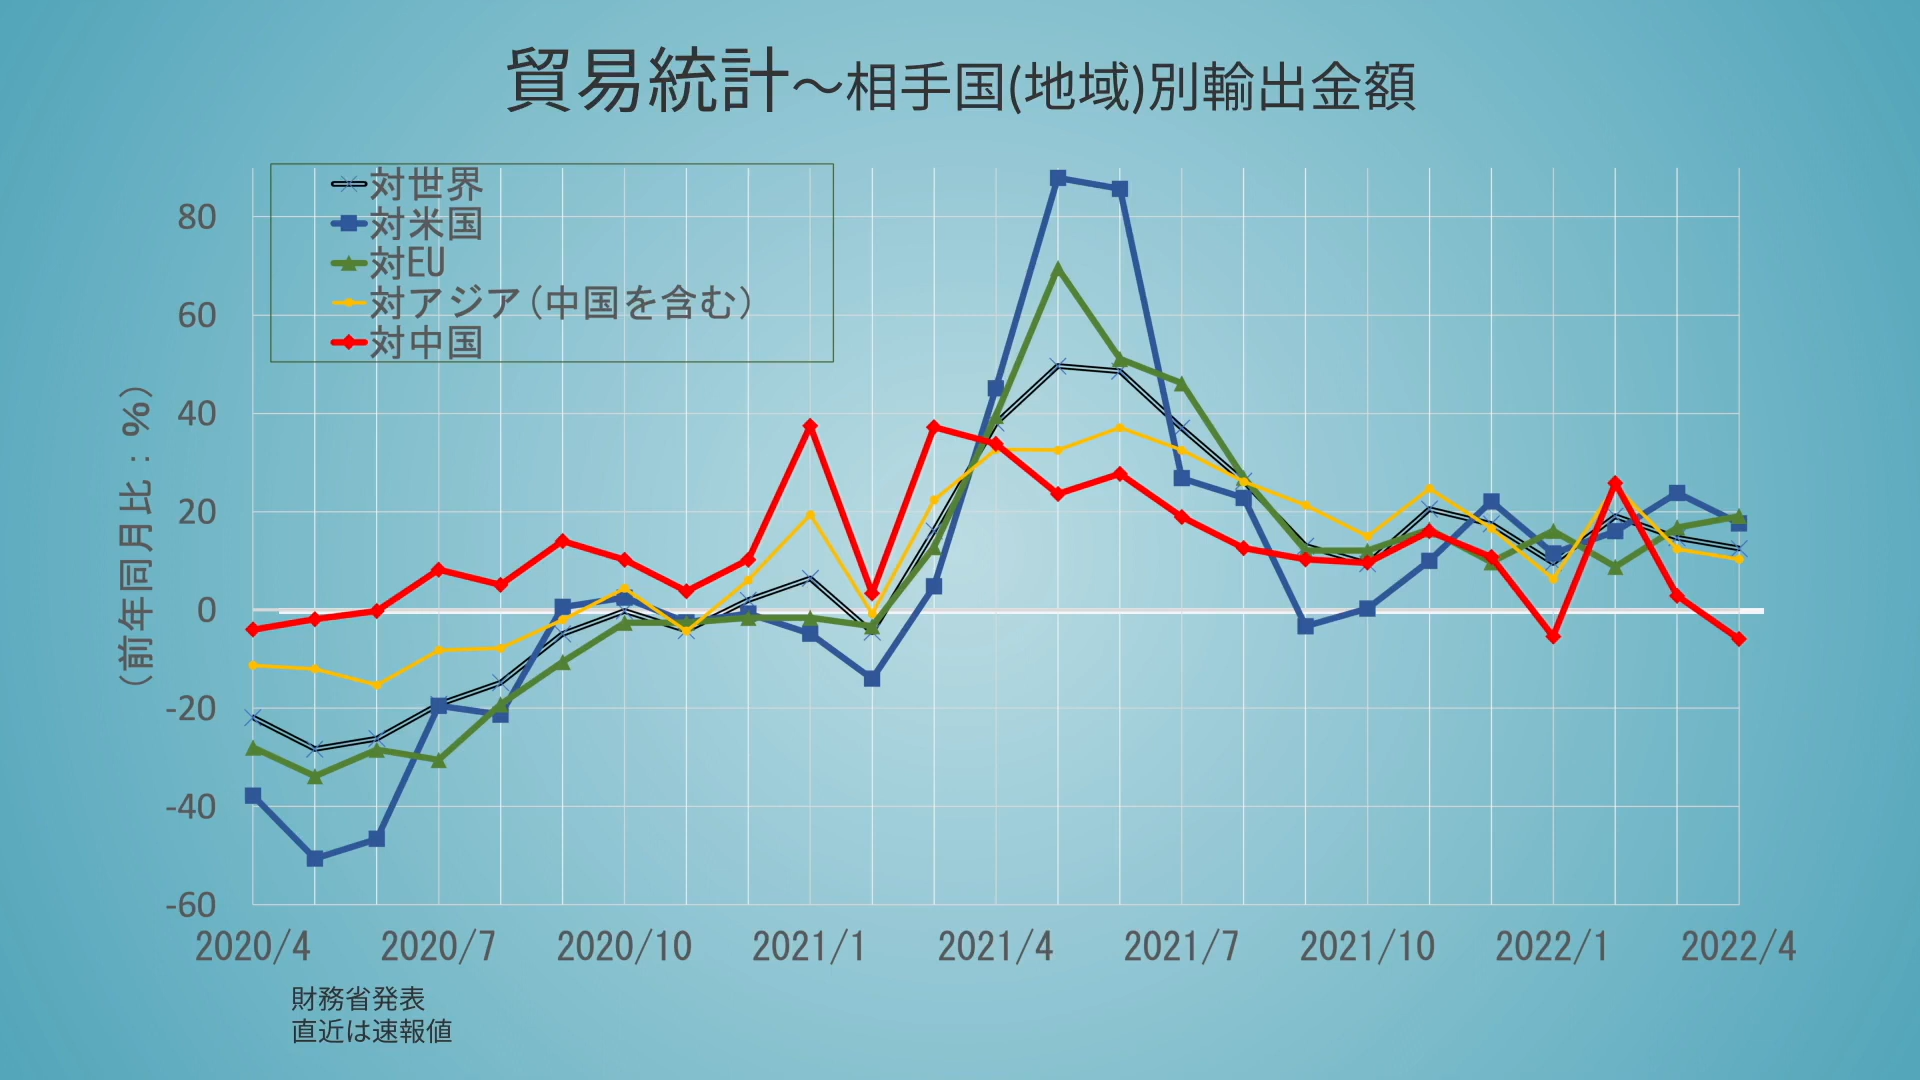 貿易統計～相手国(地域)別輸出金額
対世界
対米国
対EU
対アジア(中国を含む)
対中国
(前年同月比：%)
80
60
40
20
0
-20
-40
-60
2020/4 2020/7 2020/10 2021/1 2021/4 2021/7 2021/10 2022/1 2022/4
財務省発表
直近は速報値